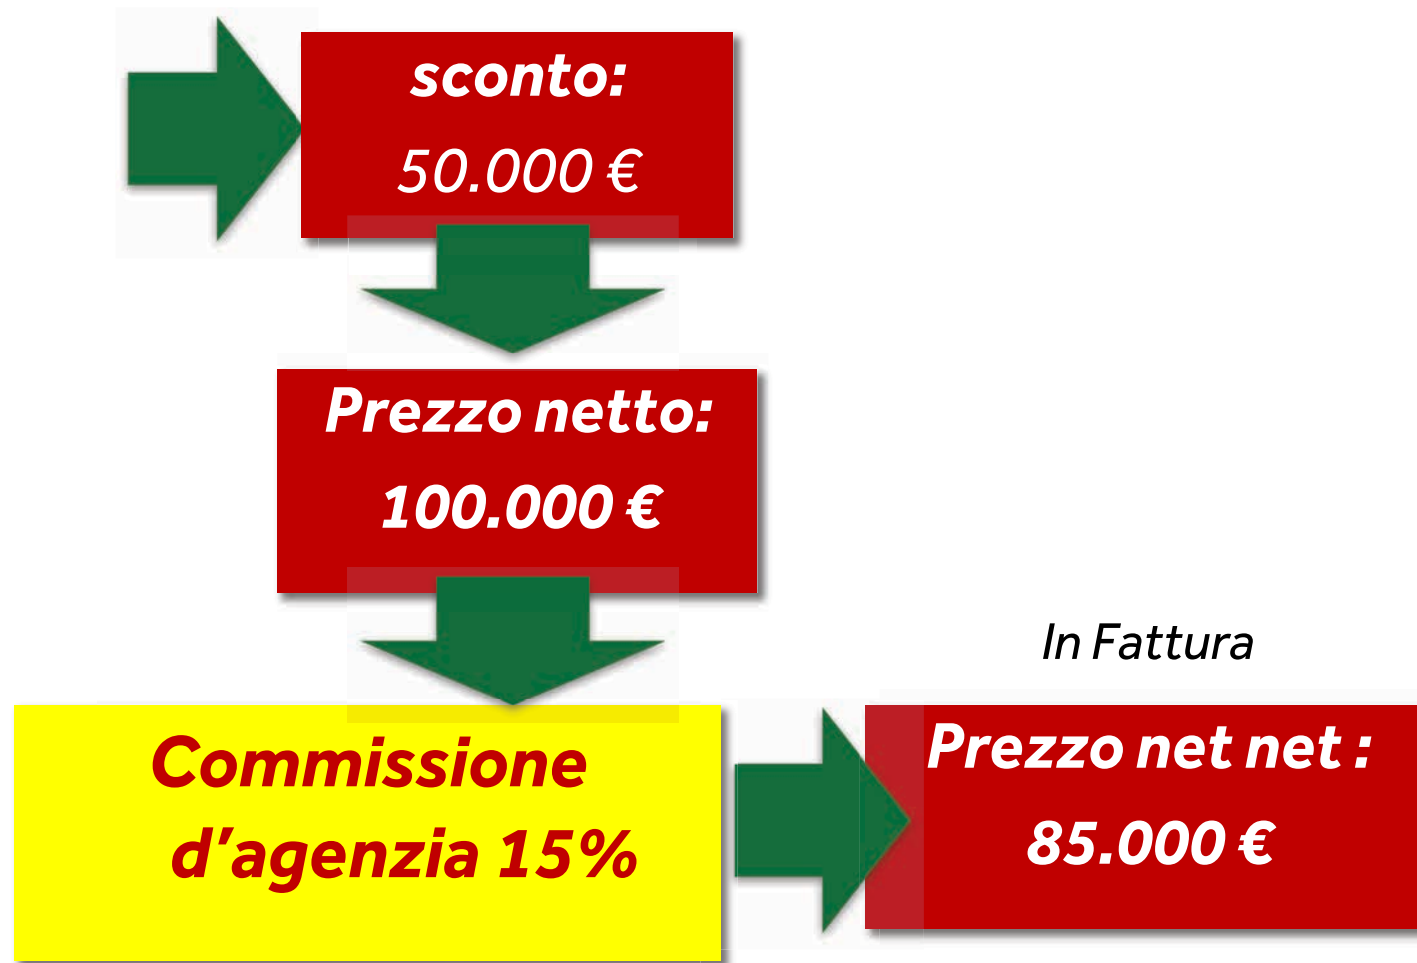 sconto:
50.000 €
Prezzo netto:
100.000 €
In Fattura
Commissione
d’agenzia 15%
Prezzo net net :
85.000 €